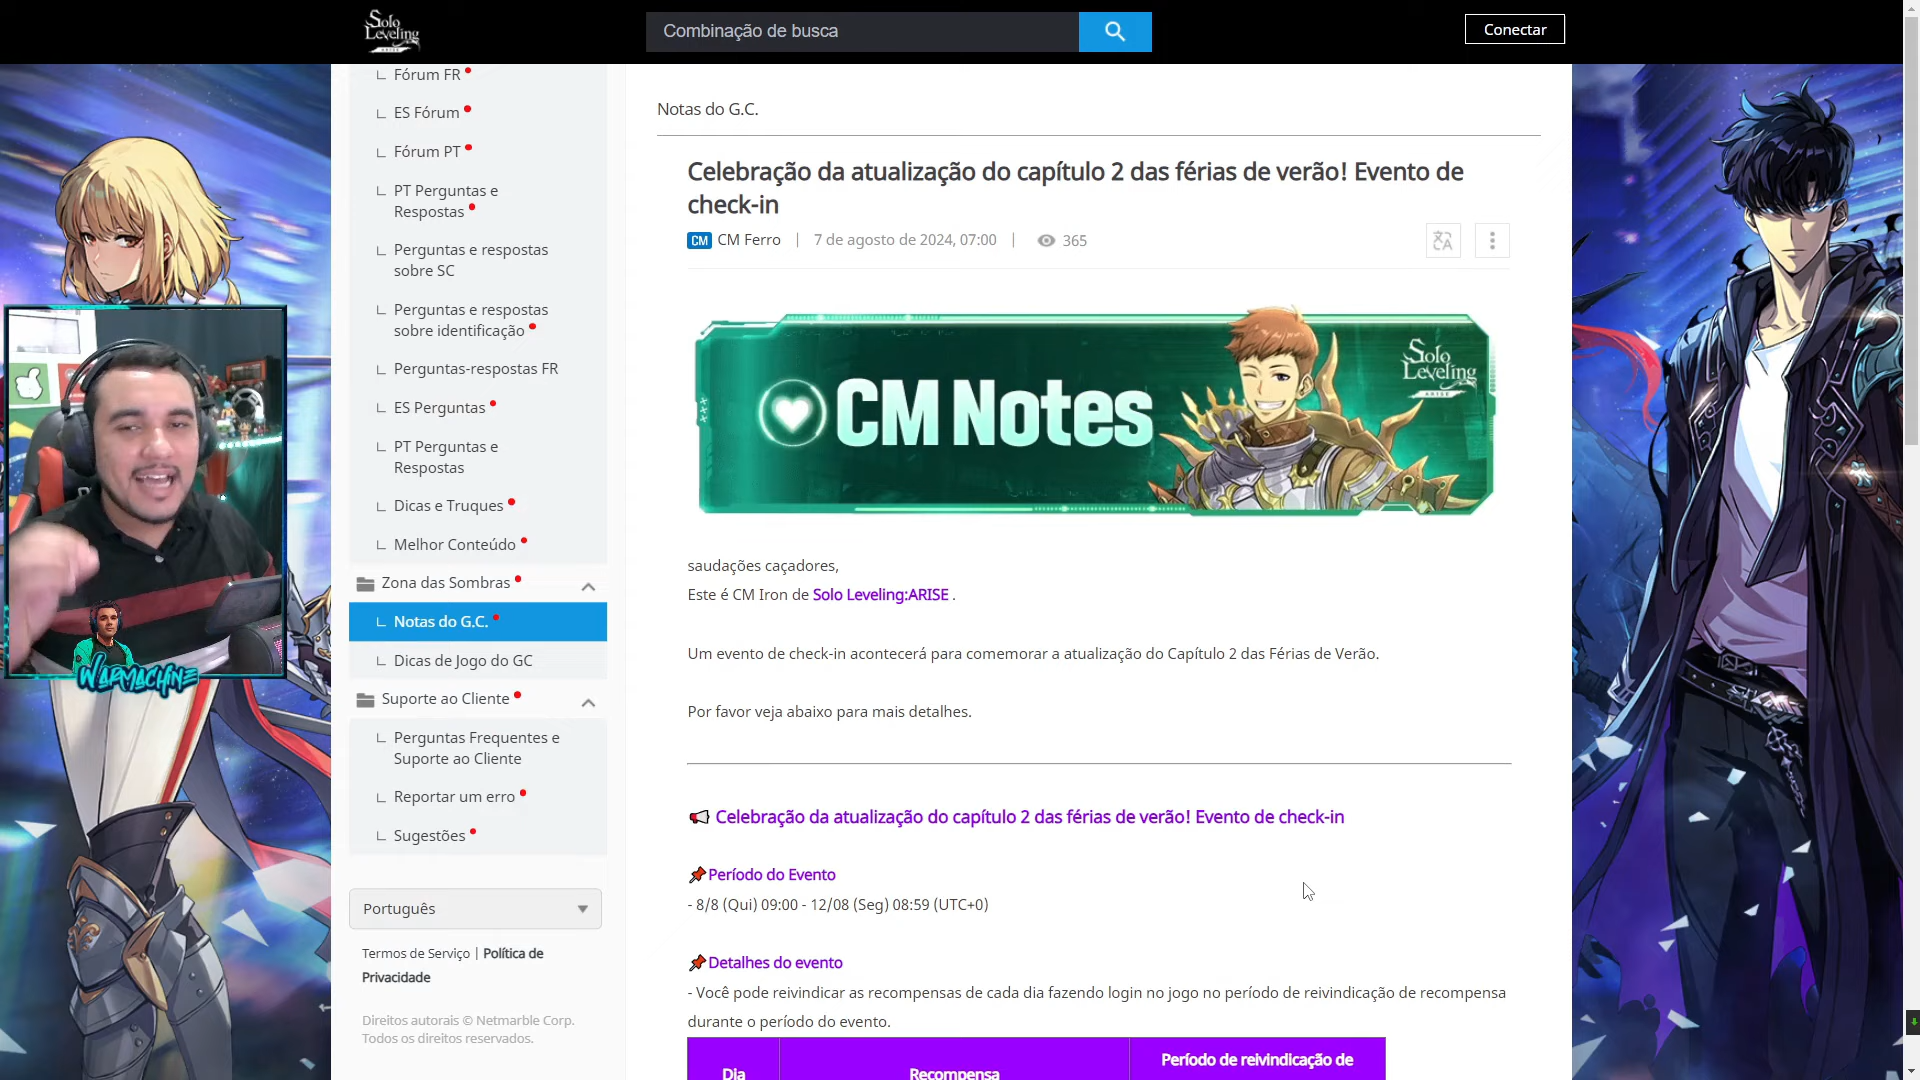 Solo Leveling ARISE
Combinação de busca
Conectar
Fórum FR
ES Fórum
Fórum PT
PT Perguntas e
Respostas
Perguntas e respostas
sobre SC
Perguntas e respostas
sobre identificação
Perguntas-respostas FR
ES Perguntas
PT Perguntas e
Respostas
Dicas e Truques
Melhor Conteúdo
Zona das Sombras
Notas do G.C.
Dicas de Jogo do GC
Suporte ao Cliente
Perguntas Frequentes e
Suporte ao Cliente
Reportar um erro
Sugestões
Português
Termos de Serviço | Política de
Privacidade
Direitos autorais © Netmarble Corp.
Todos os direitos reservados.
WARMACHINE
Notas do G.C.
Celebração da atualização do capítulo 2 das férias de verão! Evento de
check-in
CM CM Ferro | 7 de agosto de 2024, 07:00 | 365
CM Notes
Solo Leveling ARISE
saudações caçadores,
Este é CM Iron de Solo Leveling:ARISE .
Um evento de check-in acontecerá para comemorar a atualização do Capítulo 2 das Férias de Verão.
Por favor veja abaixo para mais detalhes.
Celebração da atualização do capítulo 2 das férias de verão! Evento de check-in
Período do Evento
- 8/8 (Qui) 09:00 - 12/08 (Seg) 08:59 (UTC+0)
Detalhes do evento
- Você pode reivindicar as recompensas de cada dia fazendo login no jogo no período de reivindicação de recompensa
durante o período do evento.
Dia Recompensa Período de reivindicação de